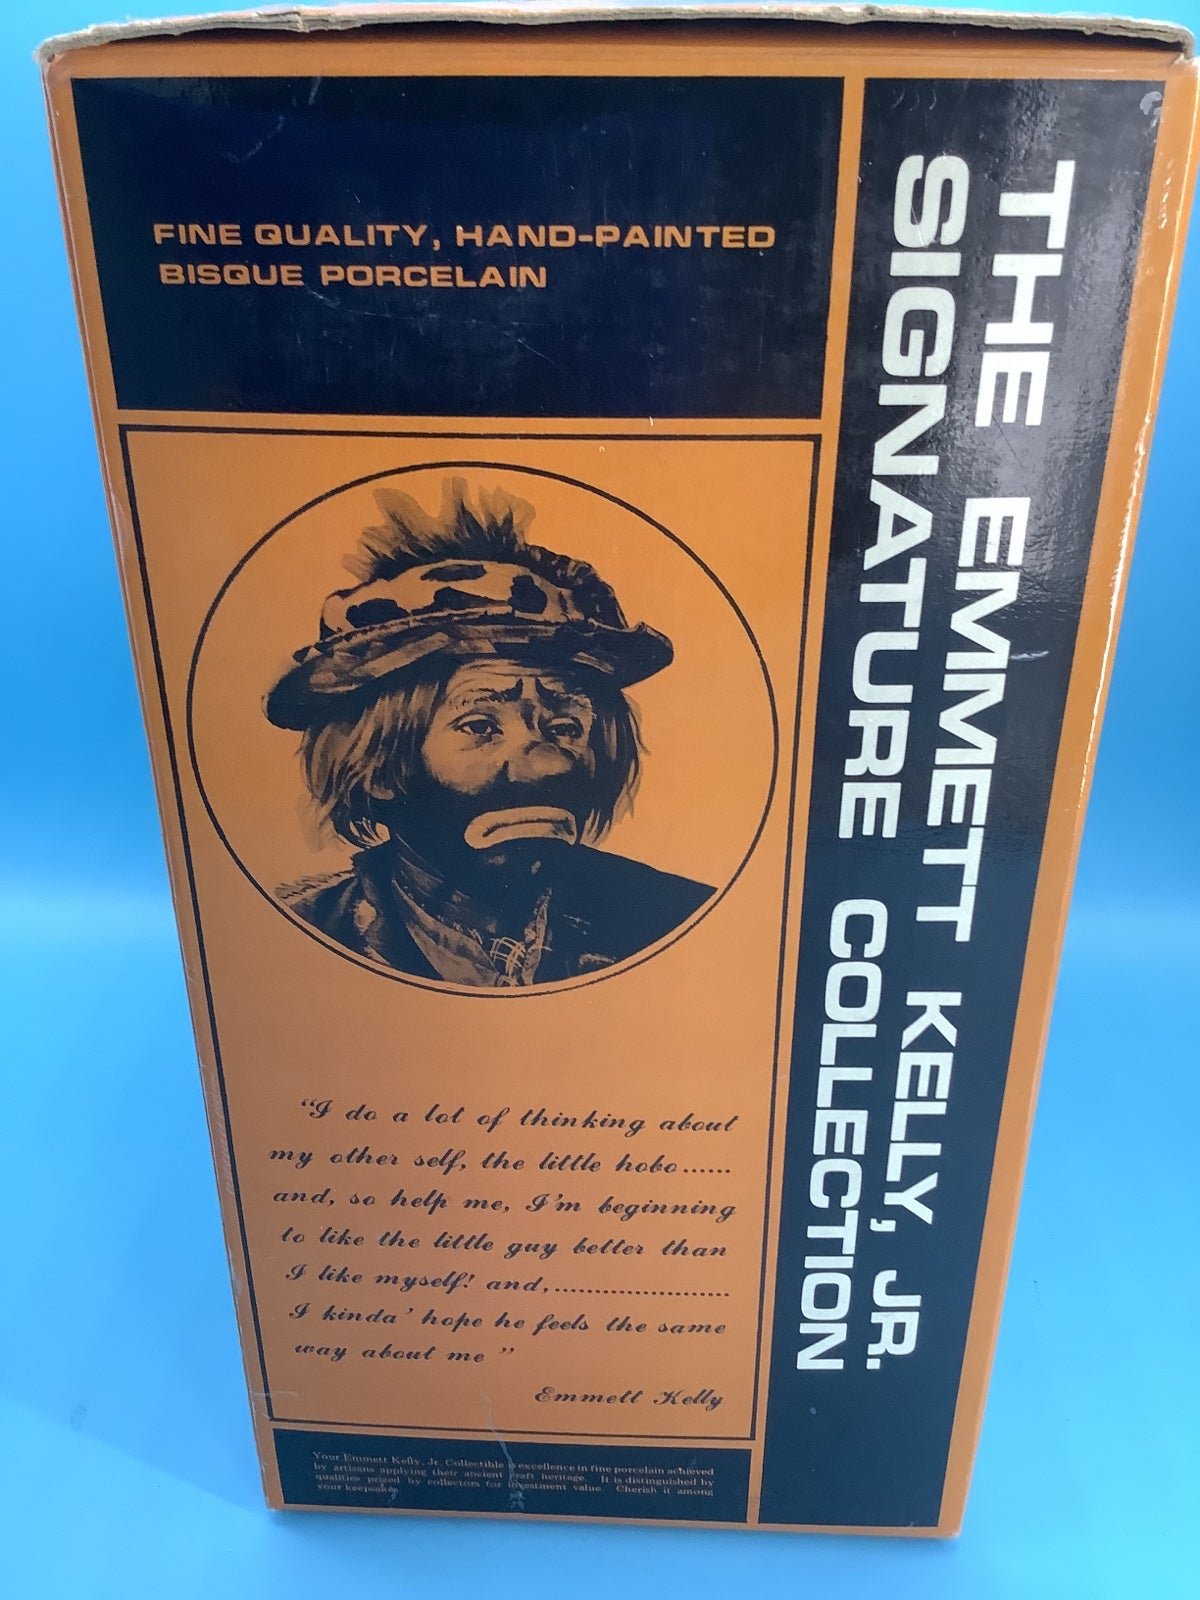 FINE QUALITY, HAND-PAINTED
BISQUE PORCELAIN
THE EMMETT KELLY, JR.
SIGNATURE COLLECTION
"I do a lot of thinking about
my other self, the little hobo......
and, so help me, I'm beginning
to like the little guy better than
I like myself! and,......................
I kinda' hope he feels the same
way about me"
Emmett Kelly
Your Emmett Kelly, Jr. Collectible is excellence in fine porcelain achieved
by artisans applying their ancient craft heritage. It is distinguished by
qualities prized by collectors for investment value. Cherish it among
your keepsakes.